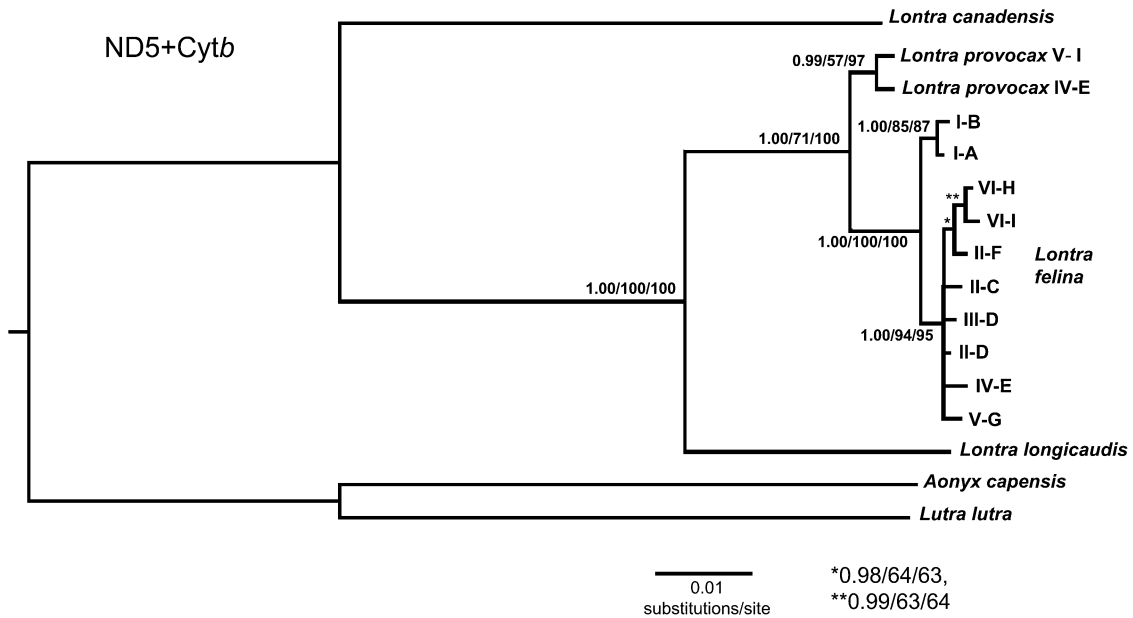 ND5+Cytb
Lontra canadensis
0.99/57/97
Lontra provocax V- I
Lontra provocax IV-E
1.00/71/100
1.00/85/87
I-B
I-A
VI-H
**
VI-I
*
II-F
1.00/100/100
Lontra
felina
II-C
1.00/100/100
III-D
1.00/94/95
II-D
IV-E
V-G
Lontra longicaudis
Aonyx capensis
Lutra lutra
0.01
substitutions/site
*0.98/64/63,
**0.99/63/64